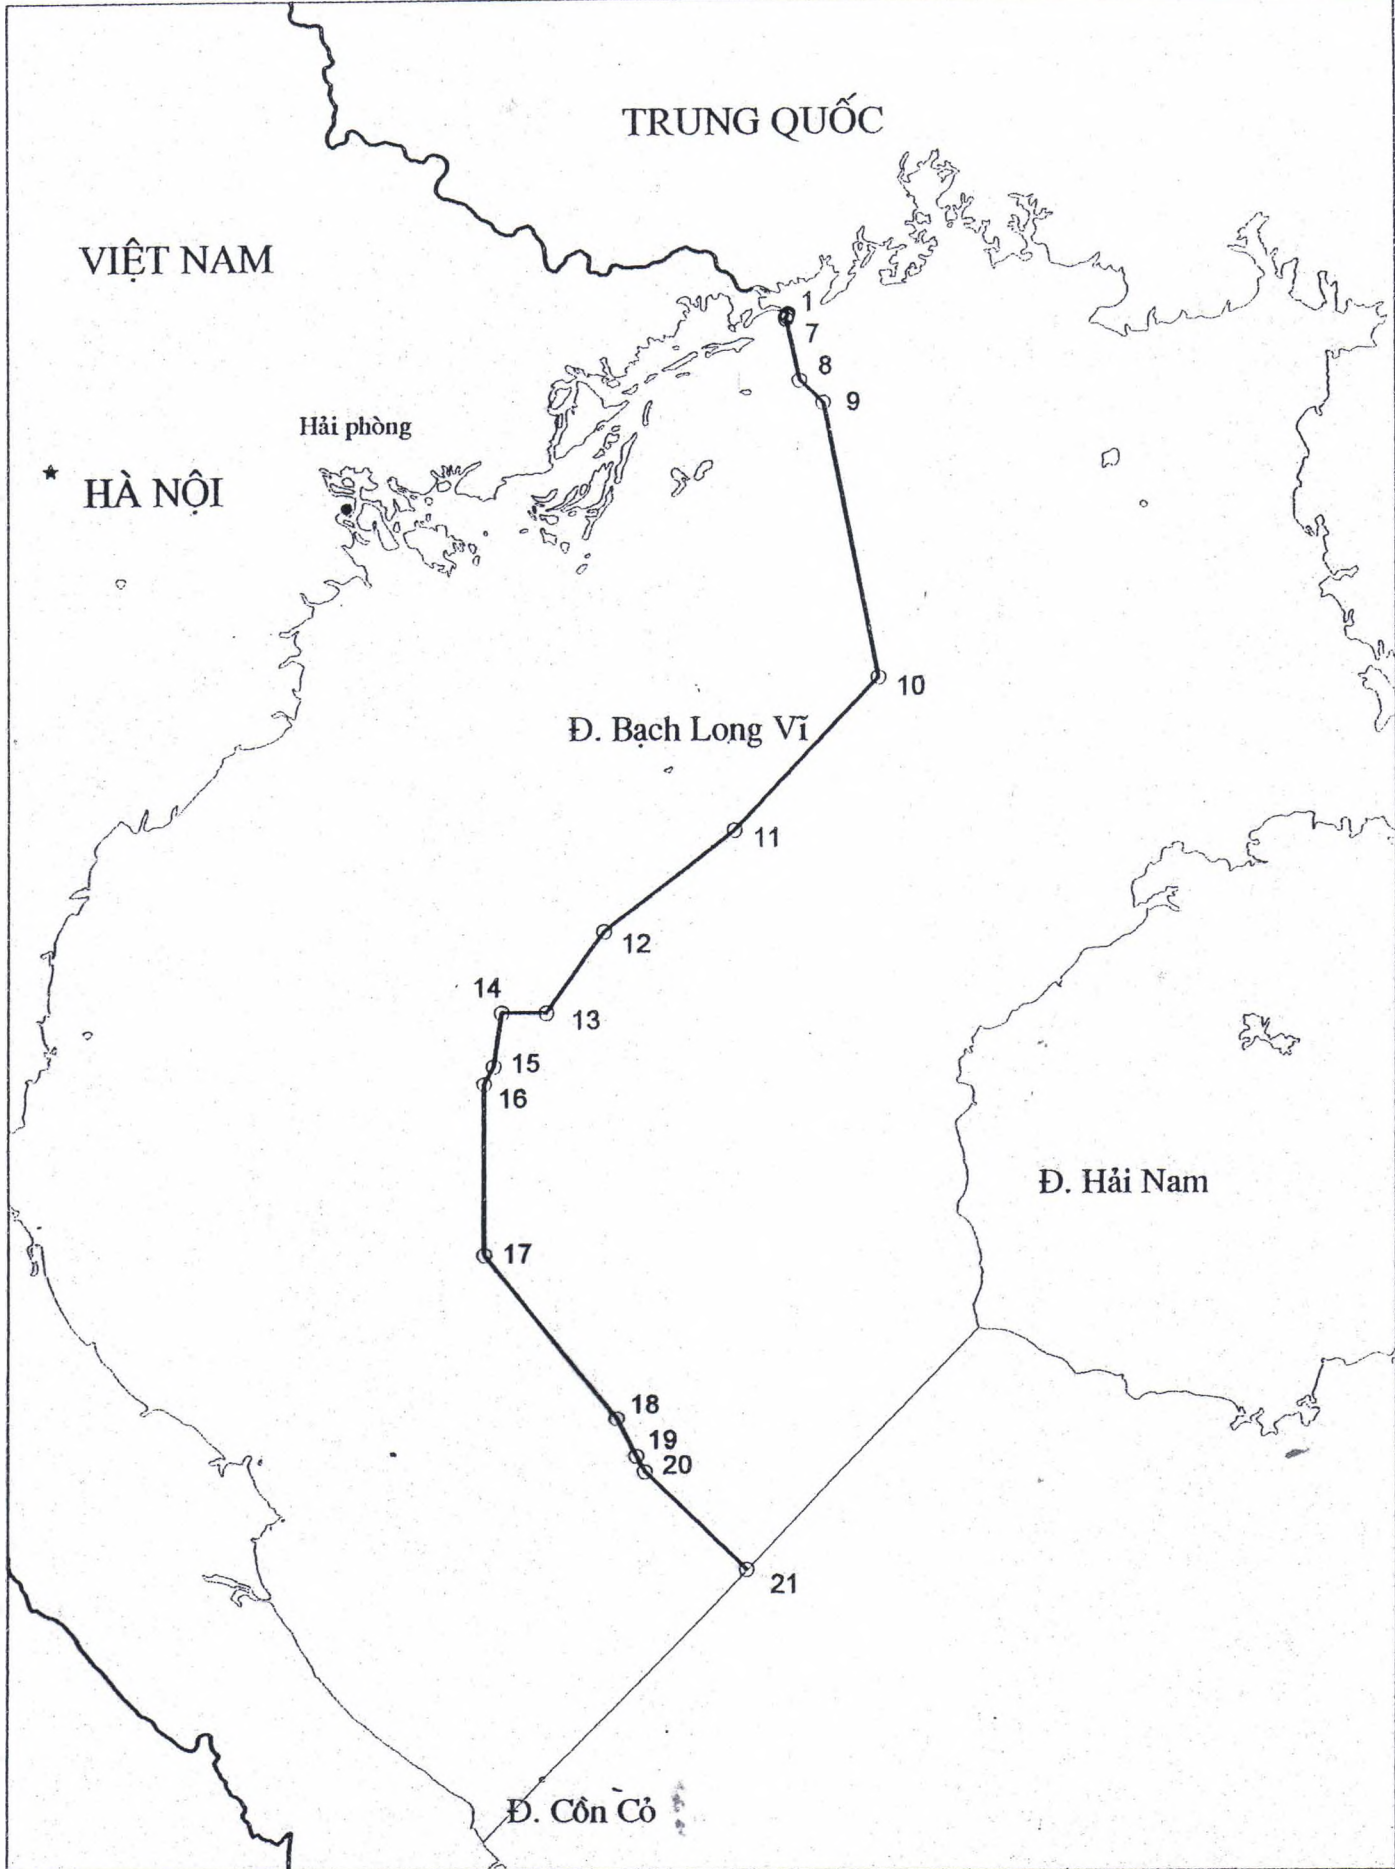 TRUNG QUỐC
VIỆT NAM
1
7
8
9
Hải phòng
HÀ NỘI
10
Đ. Bạch Long Vĩ
11
12
14
13
15
16
Đ. Hải Nam
17
18
19
20
21
Đ. Cồn Cỏ